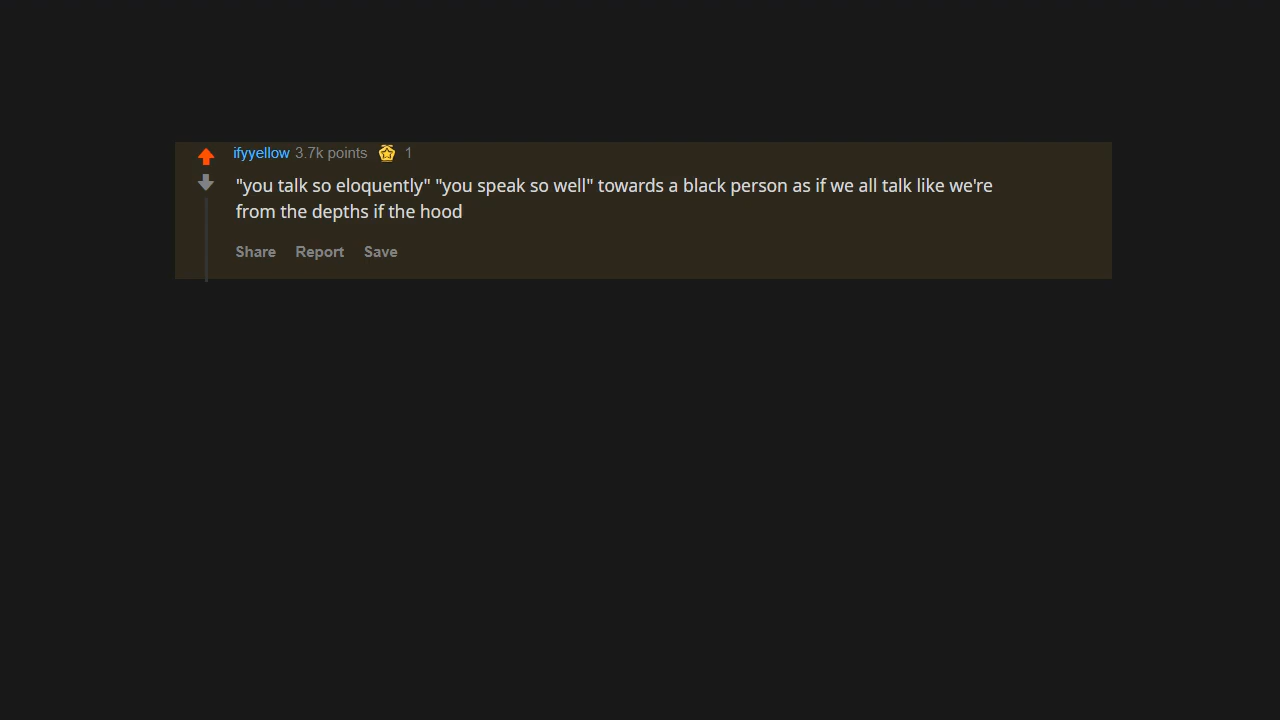 ifyyellow 3.7k points 1
"you talk so eloquently" "you speak so well" towards a black person as if we all talk like we're
from the depths if the hood
Share Report Save